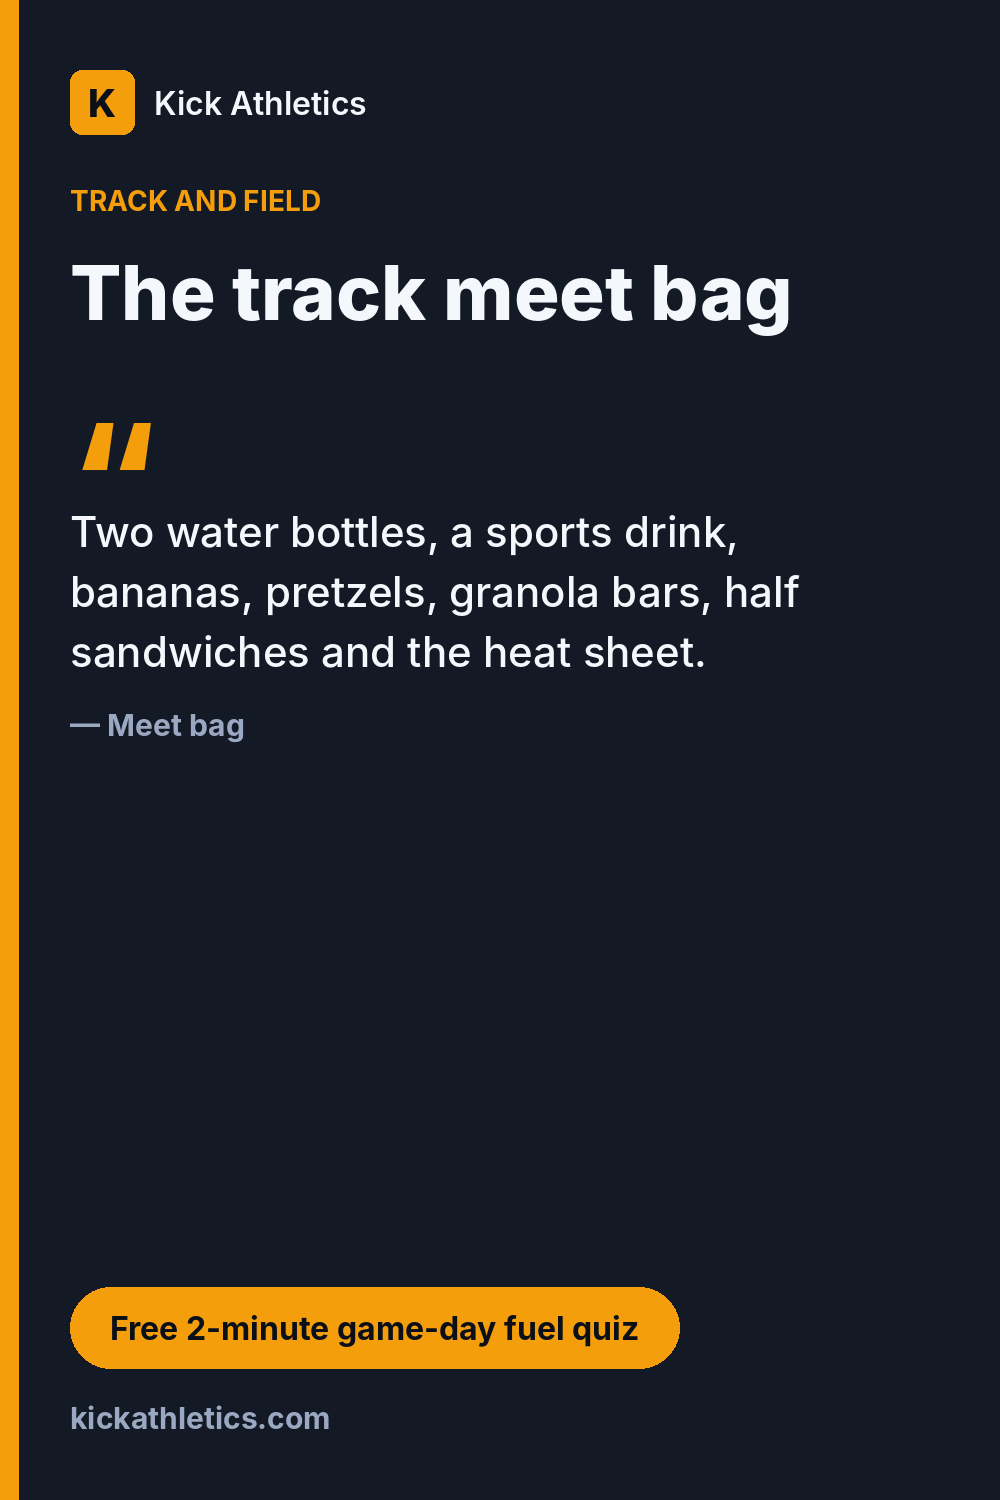 K
Kick Athletics
TRACK AND FIELD
The track meet bag
"
Two water bottles, a sports drink,
bananas, pretzels, granola bars, half
sandwiches and the heat sheet.
— Meet bag
Free 2-minute game-day fuel quiz
kickathletics.com